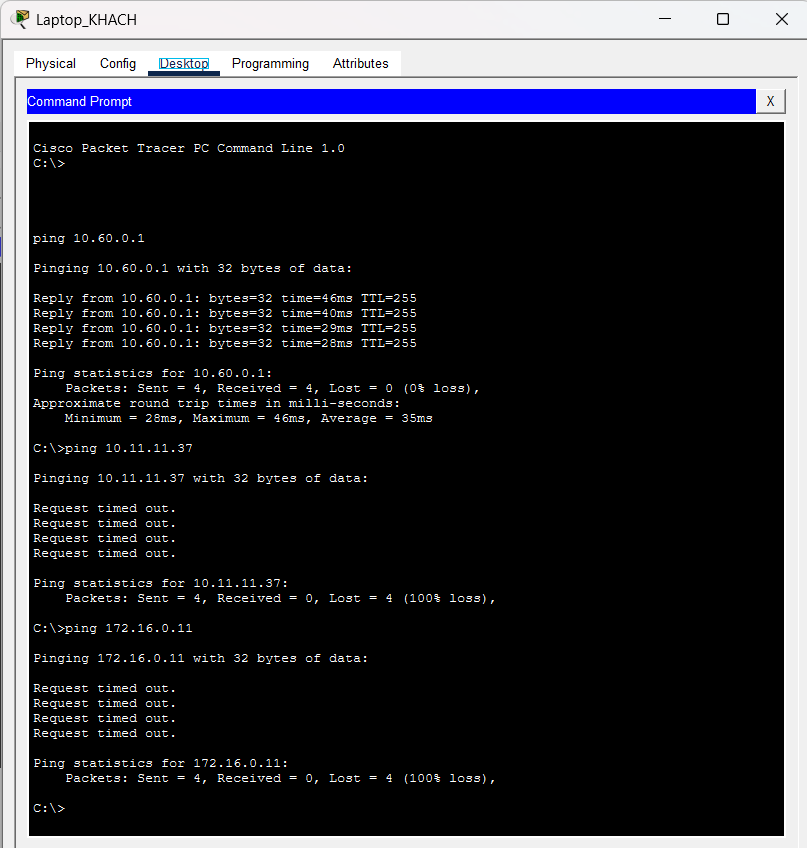 Laptop_KHACH
Physical Config Desktop Programming Attributes
Command Prompt X
Cisco Packet Tracer PC Command Line 1.0
C:\>
ping 10.60.0.1
Pinging 10.60.0.1 with 32 bytes of data:
Reply from 10.60.0.1: bytes=32 time=46ms TTL=255
Reply from 10.60.0.1: bytes=32 time=40ms TTL=255
Reply from 10.60.0.1: bytes=32 time=29ms TTL=255
Reply from 10.60.0.1: bytes=32 time=28ms TTL=255
Ping statistics for 10.60.0.1:
    Packets: Sent = 4, Received = 4, Lost = 0 (0% loss),
Approximate round trip times in milli-seconds:
    Minimum = 28ms, Maximum = 46ms, Average = 35ms
C:\>ping 10.11.11.37
Pinging 10.11.11.37 with 32 bytes of data:
Request timed out.
Request timed out.
Request timed out.
Request timed out.
Ping statistics for 10.11.11.37:
    Packets: Sent = 4, Received = 0, Lost = 4 (100% loss),
C:\>ping 172.16.0.11
Pinging 172.16.0.11 with 32 bytes of data:
Request timed out.
Request timed out.
Request timed out.
Request timed out.
Ping statistics for 172.16.0.11:
    Packets: Sent = 4, Received = 0, Lost = 4 (100% loss),
C:\>